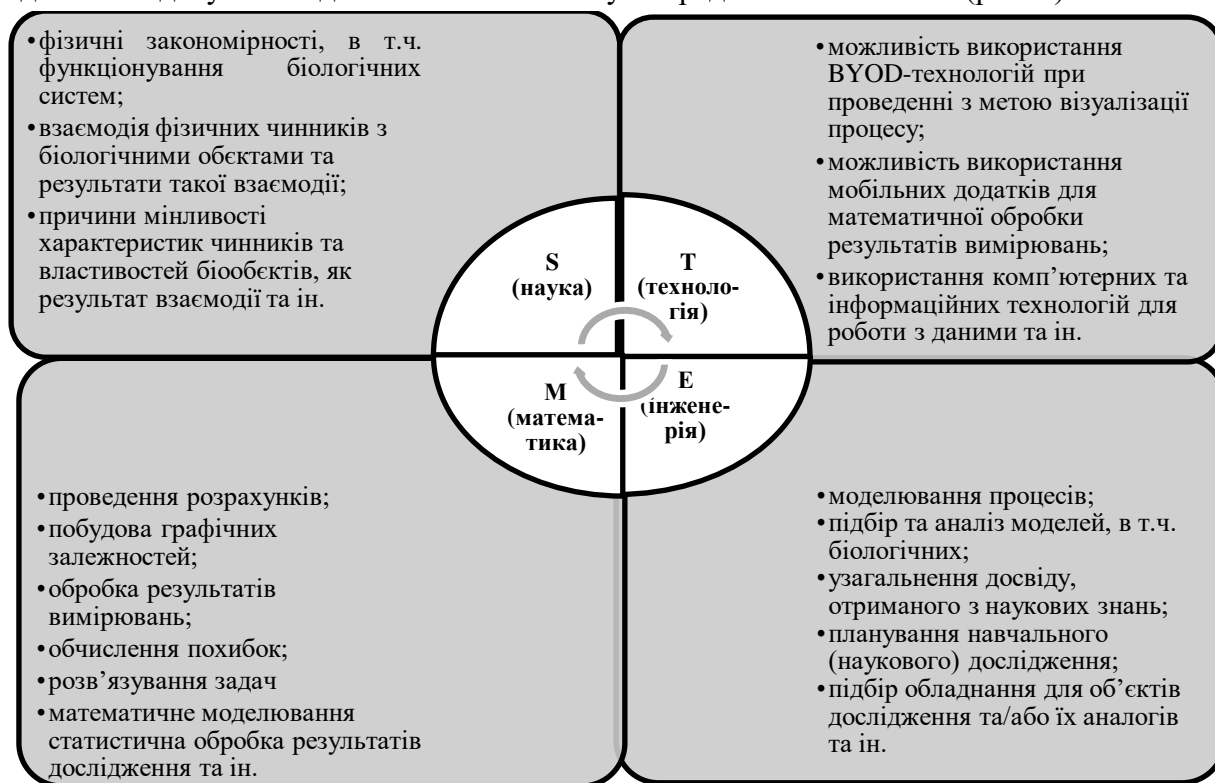 •фізичні закономірності, в т.ч.
функціонування біологічних
систем;
•взаємодія фізичних чинників з
біологічними обєктами та
результати такої взаємодії;
•причини мінливості
характеристик чинників та
властивостей біообєктів, як
результат взаємодії та ін.
•можливість використання
BYOD-технологій при
проведенні з метою візуалізації
процесу;
•можливість використання
мобільних додатків для
математичної обробки
результатів вимірювань;
•використання комп’ютерних та
інформаційних технологій для
роботи з даними та ін.
S
(наука)
T
(техноло-
гія)
M
(матема-
тика)
E
(інжене-
рія)
•проведення розрахунків;
•побудова графічних
залежностей;
•обробка результатів
вимірювань;
•обчислення похибок;
•розв’язування задач
•математичне моделювання
статистична обробка результатів
дослідження та ін.
•моделювання процесів;
•підбір та аналіз моделей, в т.ч.
біологічних;
•узагальнення досвіду,
отриманого з наукових знань;
•планування навчального
(наукового) дослідження;
•підбір обладнання для об’єктів
дослідження та/або їх аналогів
та ін.